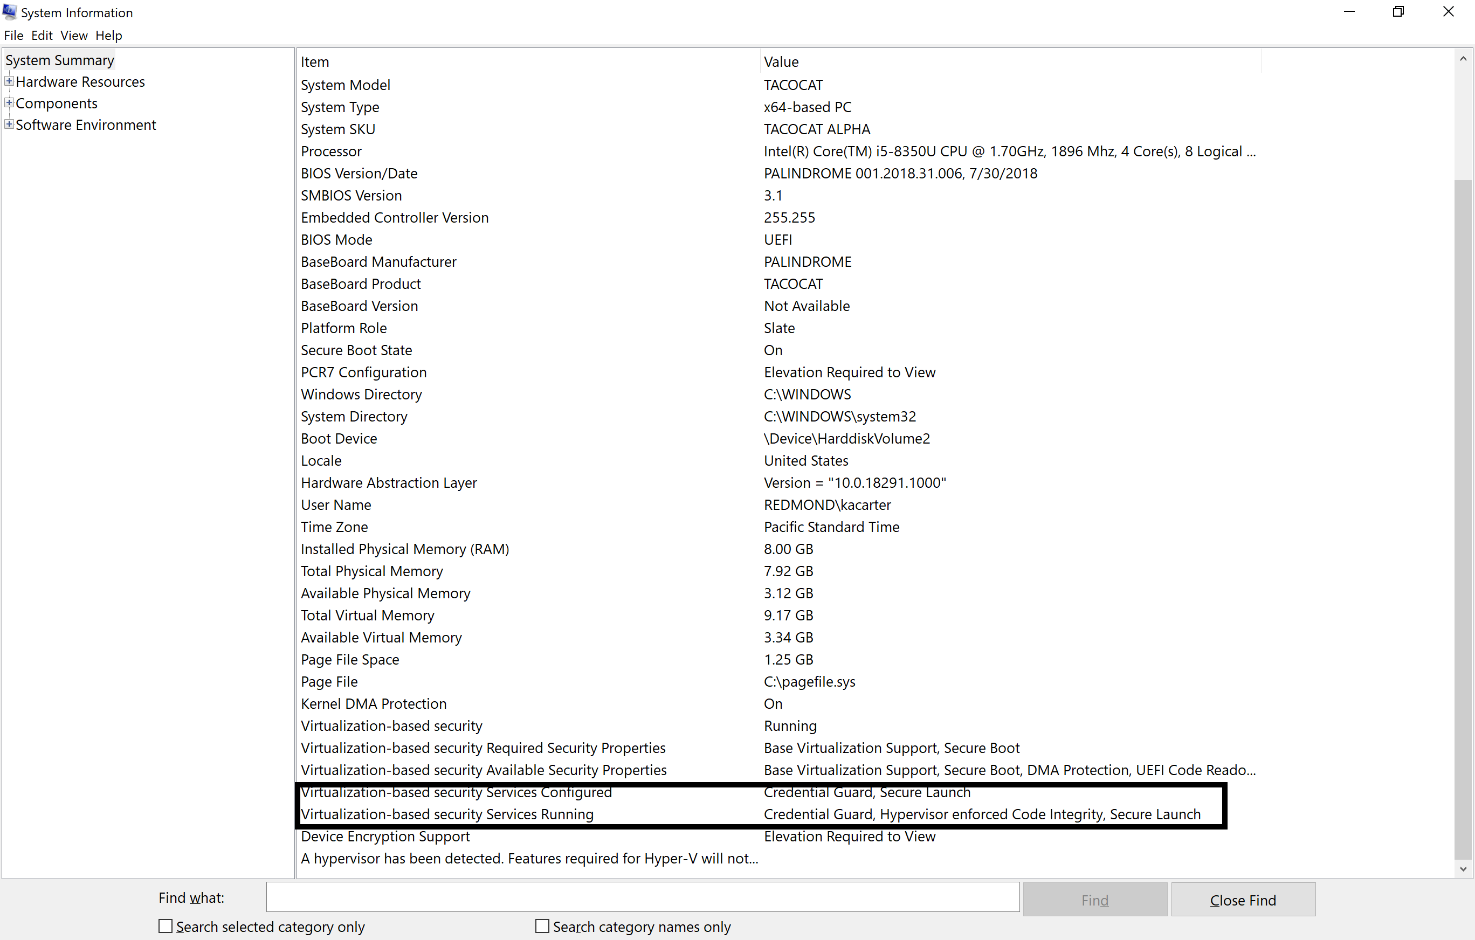 System Information
File Edit View Help
System Summary
Hardware Resources
Components
Software Environment
Item Value
System Model TACOCAT
System Type x64-based PC
System SKU TACOCAT ALPHA
Processor Intel(R) Core(TM) i5-8350U CPU @ 1.70GHz, 1896 Mhz, 4 Core(s), 8 Logical ...
BIOS Version/Date PALINDROME 001.2018.31.006, 7/30/2018
SMBIOS Version 3.1
Embedded Controller Version 255.255
BIOS Mode UEFI
BaseBoard Manufacturer PALINDROME
BaseBoard Product TACOCAT
BaseBoard Version Not Available
Platform Role Slate
Secure Boot State On
PCR7 Configuration Elevation Required to View
Windows Directory C:\WINDOWS
System Directory C:\WINDOWS\system32
Boot Device \Device\HarddiskVolume2
Locale United States
Hardware Abstraction Layer Version = "10.0.18291.1000"
User Name REDMOND\kacarter
Time Zone Pacific Standard Time
Installed Physical Memory (RAM) 8.00 GB
Total Physical Memory 7.92 GB
Available Physical Memory 3.12 GB
Total Virtual Memory 9.17 GB
Available Virtual Memory 3.34 GB
Page File Space 1.25 GB
Page File C:\pagefile.sys
Kernel DMA Protection On
Virtualization-based security Running
Virtualization-based security Required Security Properties Base Virtualization Support, Secure Boot
Virtualization-based security Available Security Properties Base Virtualization Support, Secure Boot, DMA Protection, UEFI Code Reado...
Virtualization-based security Services Configured Credential Guard, Secure Launch
Virtualization-based security Services Running Credential Guard, Hypervisor enforced Code Integrity, Secure Launch
Device Encryption Support Elevation Required to View
A hypervisor has been detected. Features required for Hyper-V will not...
Find what: Find Close Find
Search selected category only Search category names only